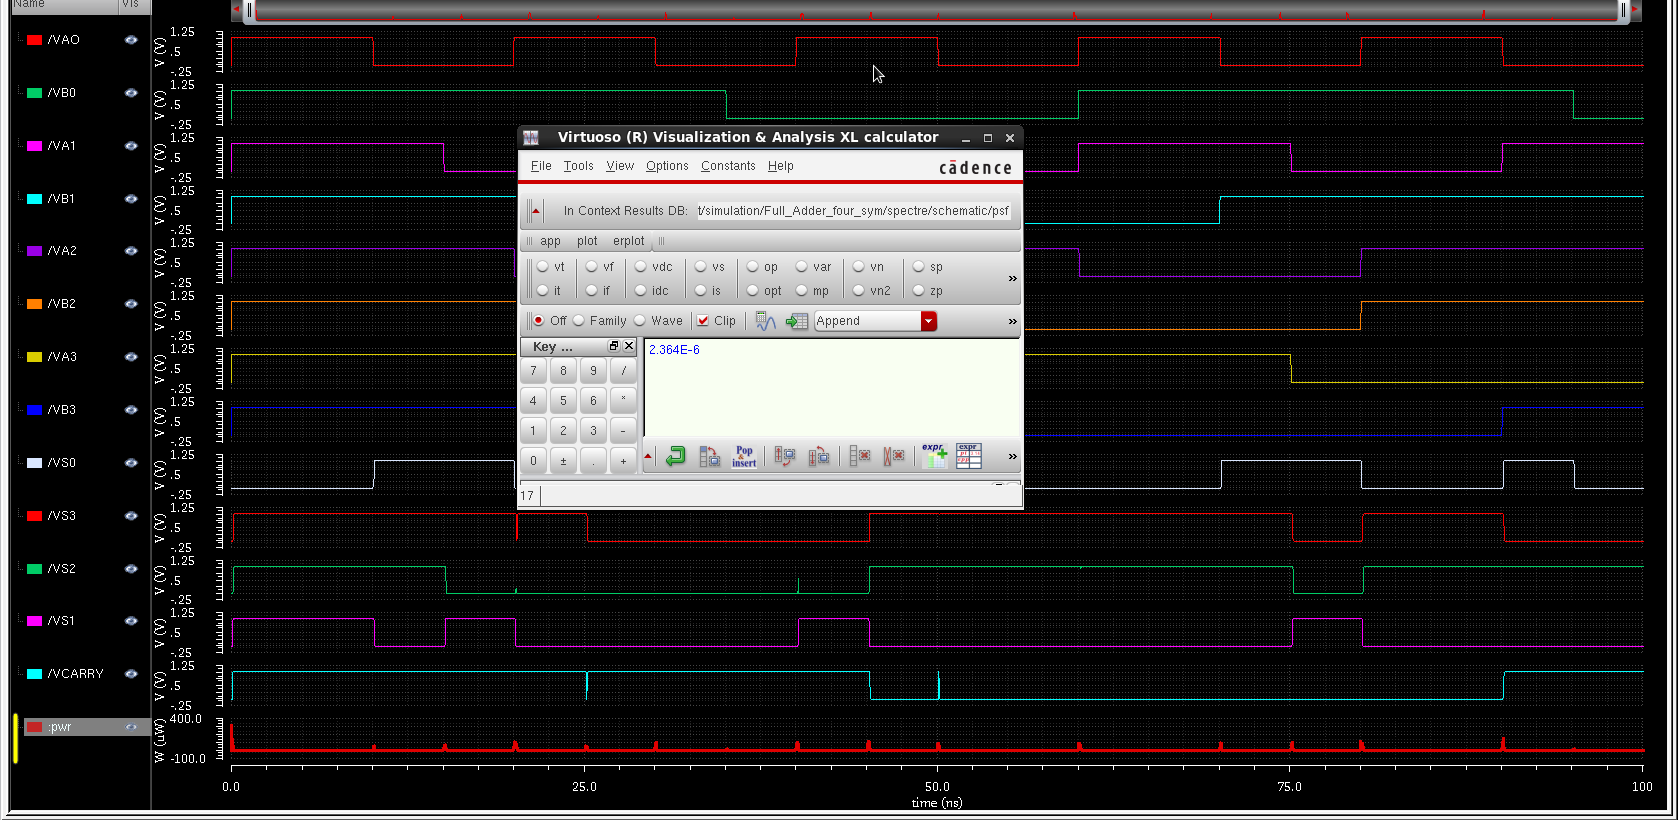 Name Vis
/VAO
V (V)
1.25
.5
-.25
/VB0
V (V)
1.25
.5
-.25
/VA1
V (V)
1.25
.5
-.25
/VB1
V (V)
1.25
.5
-.25
/VA2
V (V)
1.25
.5
-.25
/VB2
V (V)
1.25
.5
-.25
/VA3
V (V)
1.25
.5
-.25
/VB3
V (V)
1.25
.5
-.25
/VS0
V (V)
1.25
.5
-.25
/VS3
V (V)
1.25
.5
-.25
/VS2
V (V)
1.25
.5
-.25
/VS1
V (V)
1.25
.5
-.25
/VCARRY
V (V)
1.25
.5
-.25
:pwr
W (uW)
400.0
-100.0
0.0 25.0 50.0 75.0 100
time (ns)
Virtuoso (R) Visualization & Analysis XL calculator
File Tools View Options Constants Help
cādence
In Context Results DB: t/simulation/Full_Adder_four_sym/spectre/schematic/psf
app plot erplot
vt vf vdc vs op var vn sp
it if idc is opt mp vn2 zp
»
Off Family Wave Clip Append »
Key ...
7 8 9 /
4 5 6 *
1 2 3 -
0 ± . +
2.364E-6
Pop & insert
expr
expr
»
17